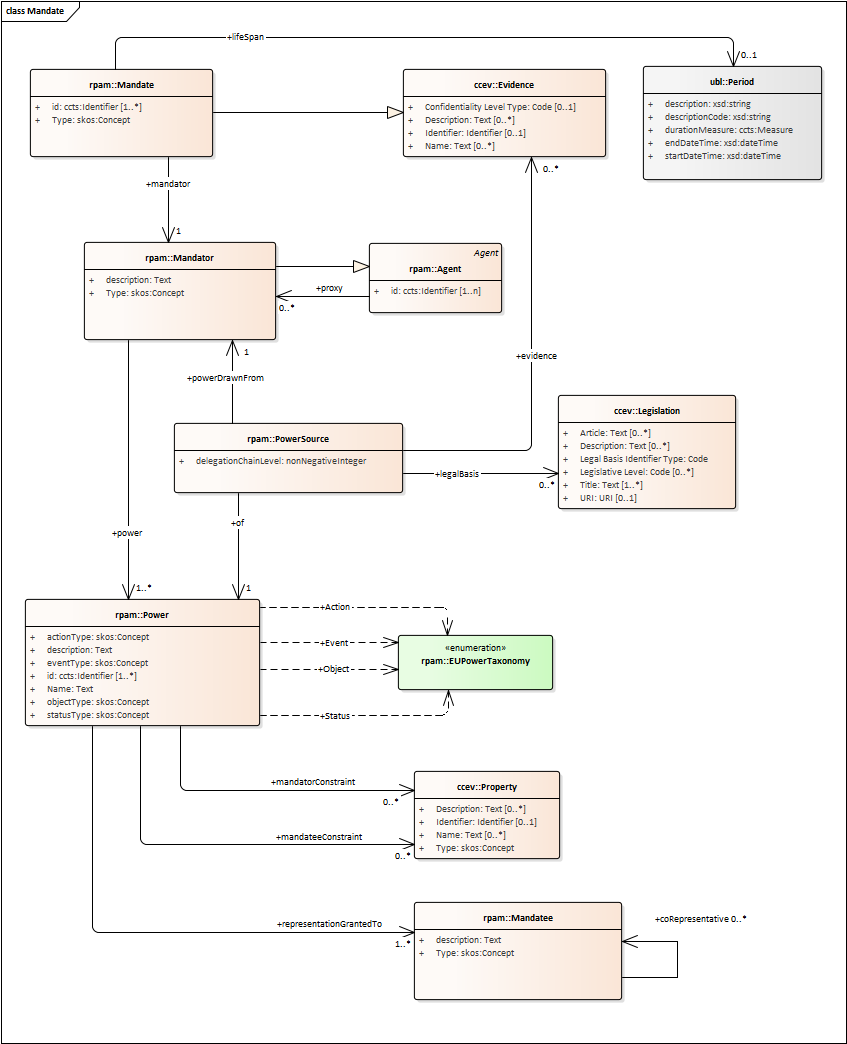 class Mandate
+lifeSpan
0..1
rpam::Mandate
+ id: ccts:Identifier [1..*]
+ Type: skos:Concept
ccev::Evidence
+ Confidentiality Level Type: Code [0..1]
+ Description: Text [0..*]
+ Identifier: Identifier [0..1]
+ Name: Text [0..*]
ubl::Period
+ description: xsd:string
+ descriptionCode: xsd:string
+ durationMeasure: ccts:Measure
+ endDateTime: xsd:dateTime
+ startDateTime: xsd:dateTime
0..*
+mandator
1
rpam::Mandator
+ description: Text
+ Type: skos:Concept
Agent
rpam::Agent
+ id: ccts:Identifier [1..n]
+proxy
0..*
1
+evidence
+powerDrawnFrom
rpam::PowerSource
+ delegationChainLevel: nonNegativeInteger
ccev::Legislation
+ Article: Text [0..*]
+ Description: Text [0..*]
+ Legal Basis Identifier Type: Code
+ Legislative Level: Code [0..*]
+ Title: Text [1..*]
+ URI: URI [0..1]
+legalBasis
0..*
+of
+power
1..*
1
rpam::Power
+ actionType: skos:Concept
+ description: Text
+ eventType: skos:Concept
+ id: ccts:Identifier [1..*]
+ Name: Text
+ objectType: skos:Concept
+ statusType: skos:Concept
+Action
+Event
+Object
+Status
«enumeration»
rpam::EUPowerTaxonomy
+mandatorConstraint
0..*
+mandateeConstraint
0..*
ccev::Property
+ Description: Text [0..*]
+ Identifier: Identifier [0..1]
+ Name: Text [0..*]
+ Type: skos:Concept
+representationGrantedTo
1..*
rpam::Mandatee
+ description: Text
+ Type: skos:Concept
+coRepresentative 0..*